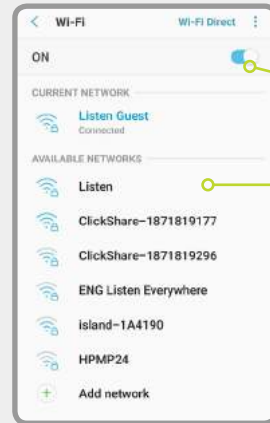 < Wi-Fi Wi-Fi Direct
ON
CURRENT NETWORK
Listen Guest
Connected
AVAILABLE NETWORKS
Listen
ClickShare-1871819177
ClickShare-1871819296
ENG Listen Everywhere
island-1A4190
HPMP24
+ Add network